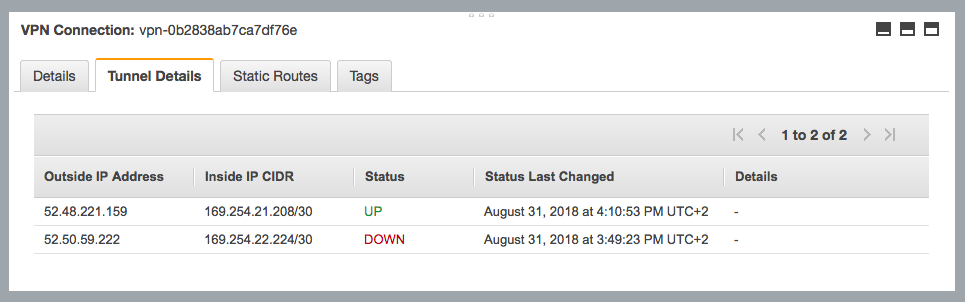 VPN Connection: vpn-0b2838ab7ca7df76e
Details Tunnel Details Static Routes Tags
1 to 2 of 2
Outside IP Address Inside IP CIDR Status Status Last Changed Details
52.48.221.159 169.254.21.208/30 UP August 31, 2018 at 4:10:53 PM UTC+2 -
52.50.59.222 169.254.22.224/30 DOWN August 31, 2018 at 3:49:23 PM UTC+2 -